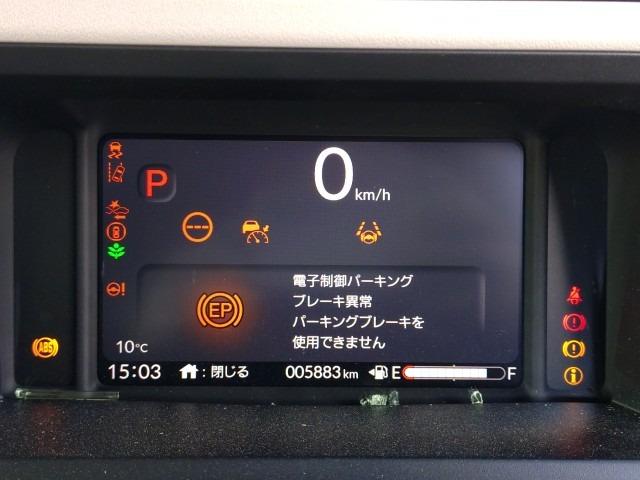 P
0 km/h
---
EP
電子制御パーキング
ブレーキ異常
パーキングブレーキを
使用できません
ABS
10℃
15:03
:閉じる
005883 km
E
F